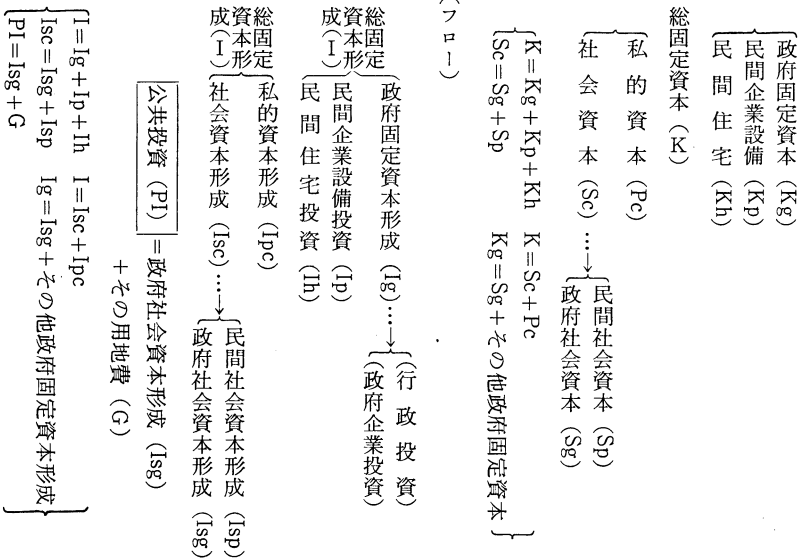 政府固定資本(Kg)
民間企業設備(Kp)
民間住宅(Kh)
総固定資本(K)
私的資本(Pc)
社会資本(Sc)…→
民間社会資本(Sp)
政府社会資本(Sg)
K=Kg+Kp+Kh K=Sc+Pc
Sc=Sg+Sp Kg=Sg+その他政府固定資本
(フロー)
総固定資本形成(I)
政府固定資本形成(Ig)…→
(行政投資)
(政府企業投資)
民間企業設備投資(Ip)
民間住宅投資(Ih)
総固定資本形成(I)
私的資本形成(Ipc)
社会資本形成(Isc)…→
民間社会資本形成(Isp)
政府社会資本形成(Isg)
公共投資(PI)=政府社会資本形成(Isg)
+その用地費(G)
I=Ig+Ip+Ih I=Isc+Ipc
Isc=Isg+Isp Ig=Isg+その他政府固定資本形成
PI=Isg+G